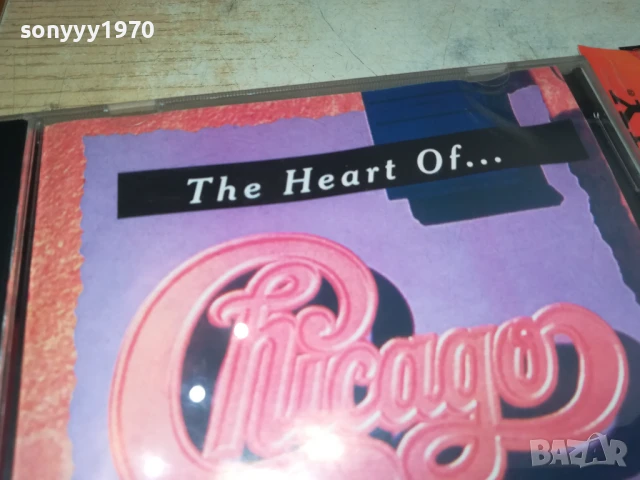 sonyyy1970
The Heart Of...
Chicago
BAZAR